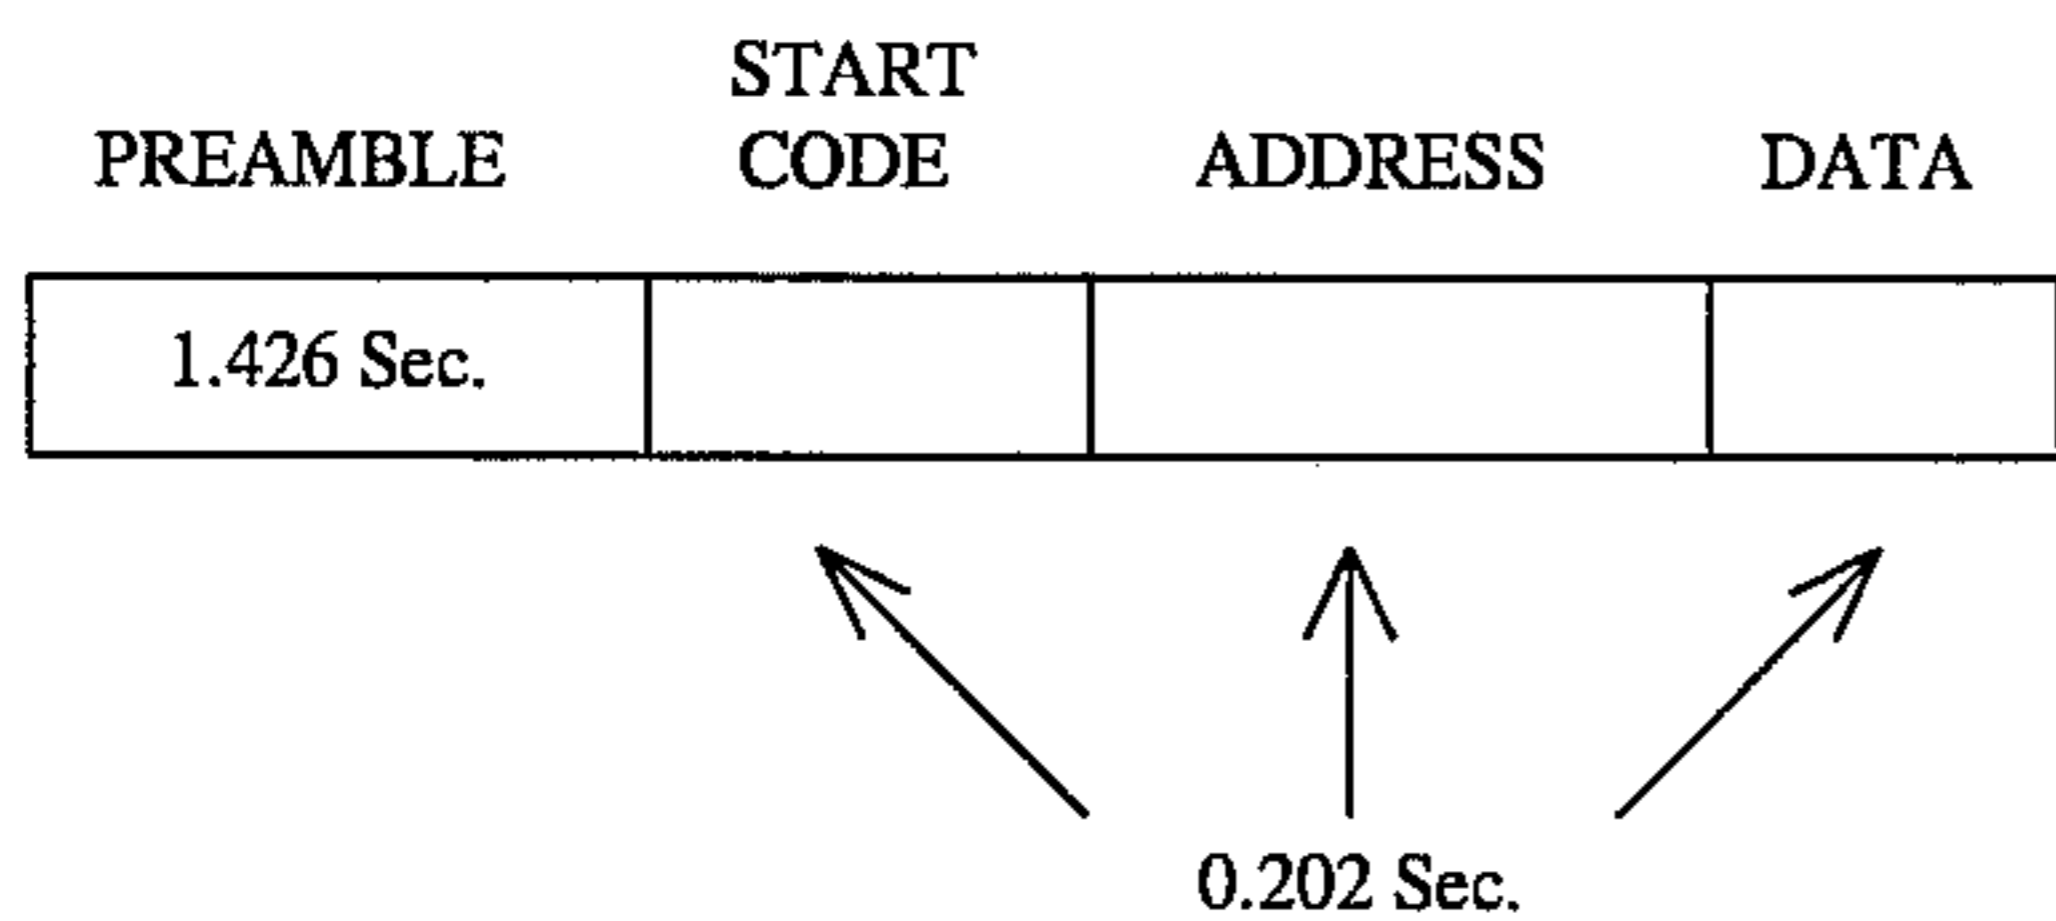 PREAMBLE
START
CODE
ADDRESS
DATA
1.426 Sec.
0.202 Sec.